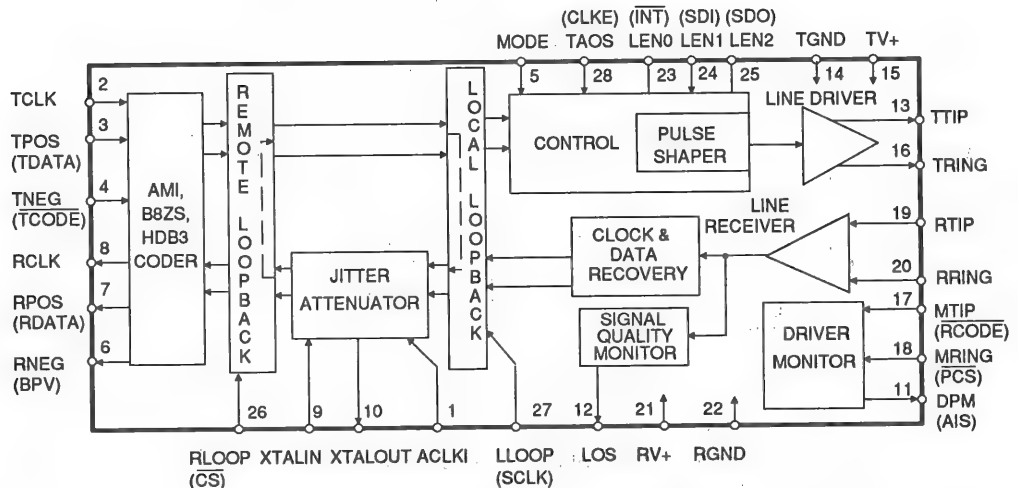 (CLKE) (INT) (SDI) (SDO)
MODE TAOS LEN0 LEN1 LEN2 TGND TV+
5 28 23 24 25 14 15
2
TCLK
3
TPOS
(TDATA)
4
TNEG
(TCODE)
8
RCLK
7
RPOS
(RDATA)
6
RNEG
(BPV)
AMI,
B8ZS,
HDB3
CODER
REMOTE LOOPBACK
JITTER
ATTENUATOR
LOCAL LOOPBACK
CONTROL
PULSE
SHAPER
LINE DRIVER
13
TTIP
16
TRING
CLOCK &
DATA
RECOVERY
LINE
RECEIVER
19
RTIP
20
RRING
SIGNAL
QUALITY
MONITOR
DRIVER
MONITOR
17
MTIP
(RCODE)
18
MRING
(PCS)
11
DPM
(AIS)
26 9 10 1 27 12 21 22
RLOOP XTALIN XTALOUT ACLKI LLOOP LOS RV+ RGND
(CS) (SCLK)